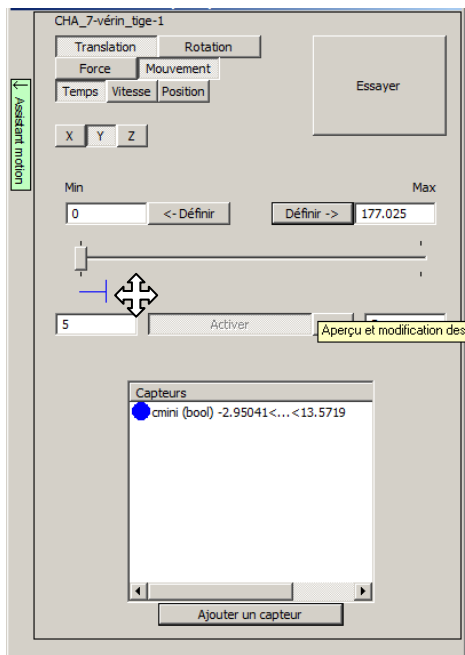 CHA_7-vérin_tige-1
Translation Rotation
Force Mouvement
Temps Vitesse Position
Essayer
Assistant motion
X Y Z
Min Max
0 <- Définir Définir -> 177.025
5 Activer
Aperçu et modification des
Capteurs
cmini (bool) -2.95041<...<13.5719
Ajouter un capteur